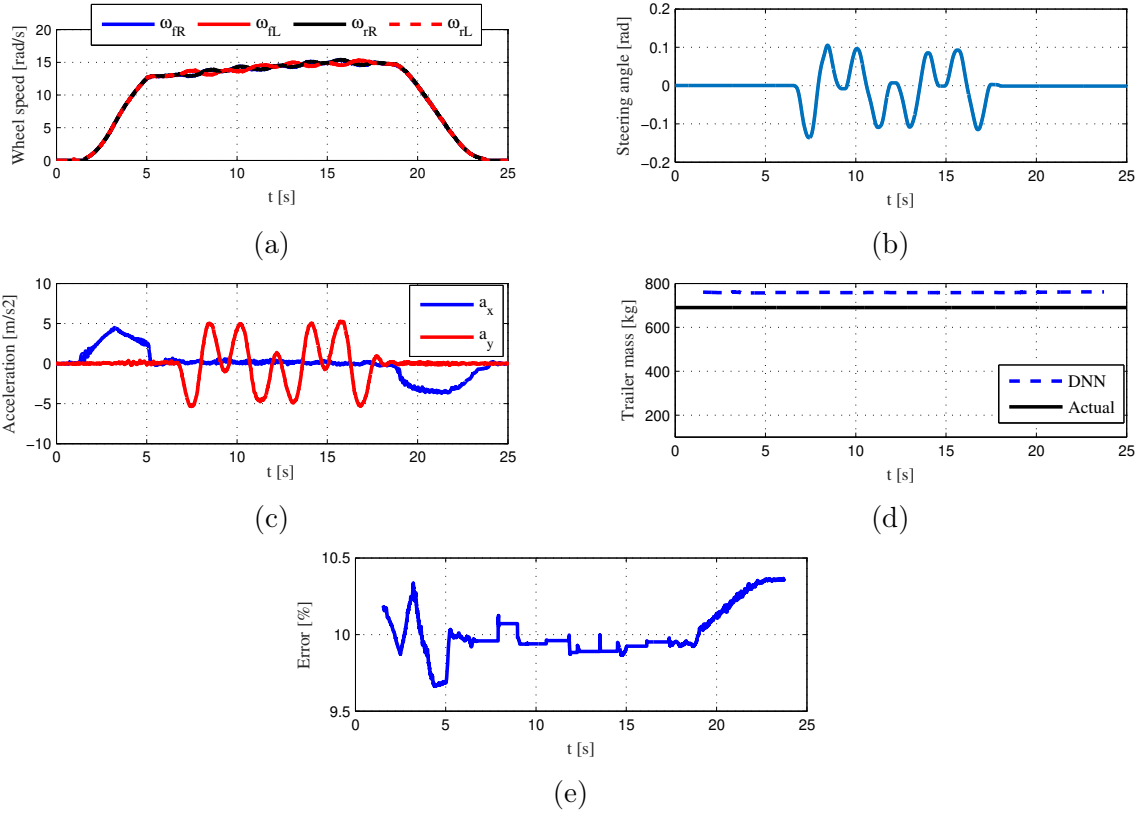 ω_fR ω_fL ω_rR ω_rL
Wheel speed [rad/s]
20
15
10
5
0
0 5 10 15 20 25
t [s]
(a)
Steering angle [rad]
0.2
0.1
0
−0.1
−0.2
0 5 10 15 20 25
t [s]
(b)
Acceleration [m/s2]
10
5
0
−5
−10
a_x
a_y
0 5 10 15 20 25
t [s]
(c)
Trailer mass [kg]
800
600
400
200
DNN
Actual
0 5 10 15 20 25
t [s]
(d)
Error [%]
10.5
10
9.5
0 5 10 15 20 25
t [s]
(e)